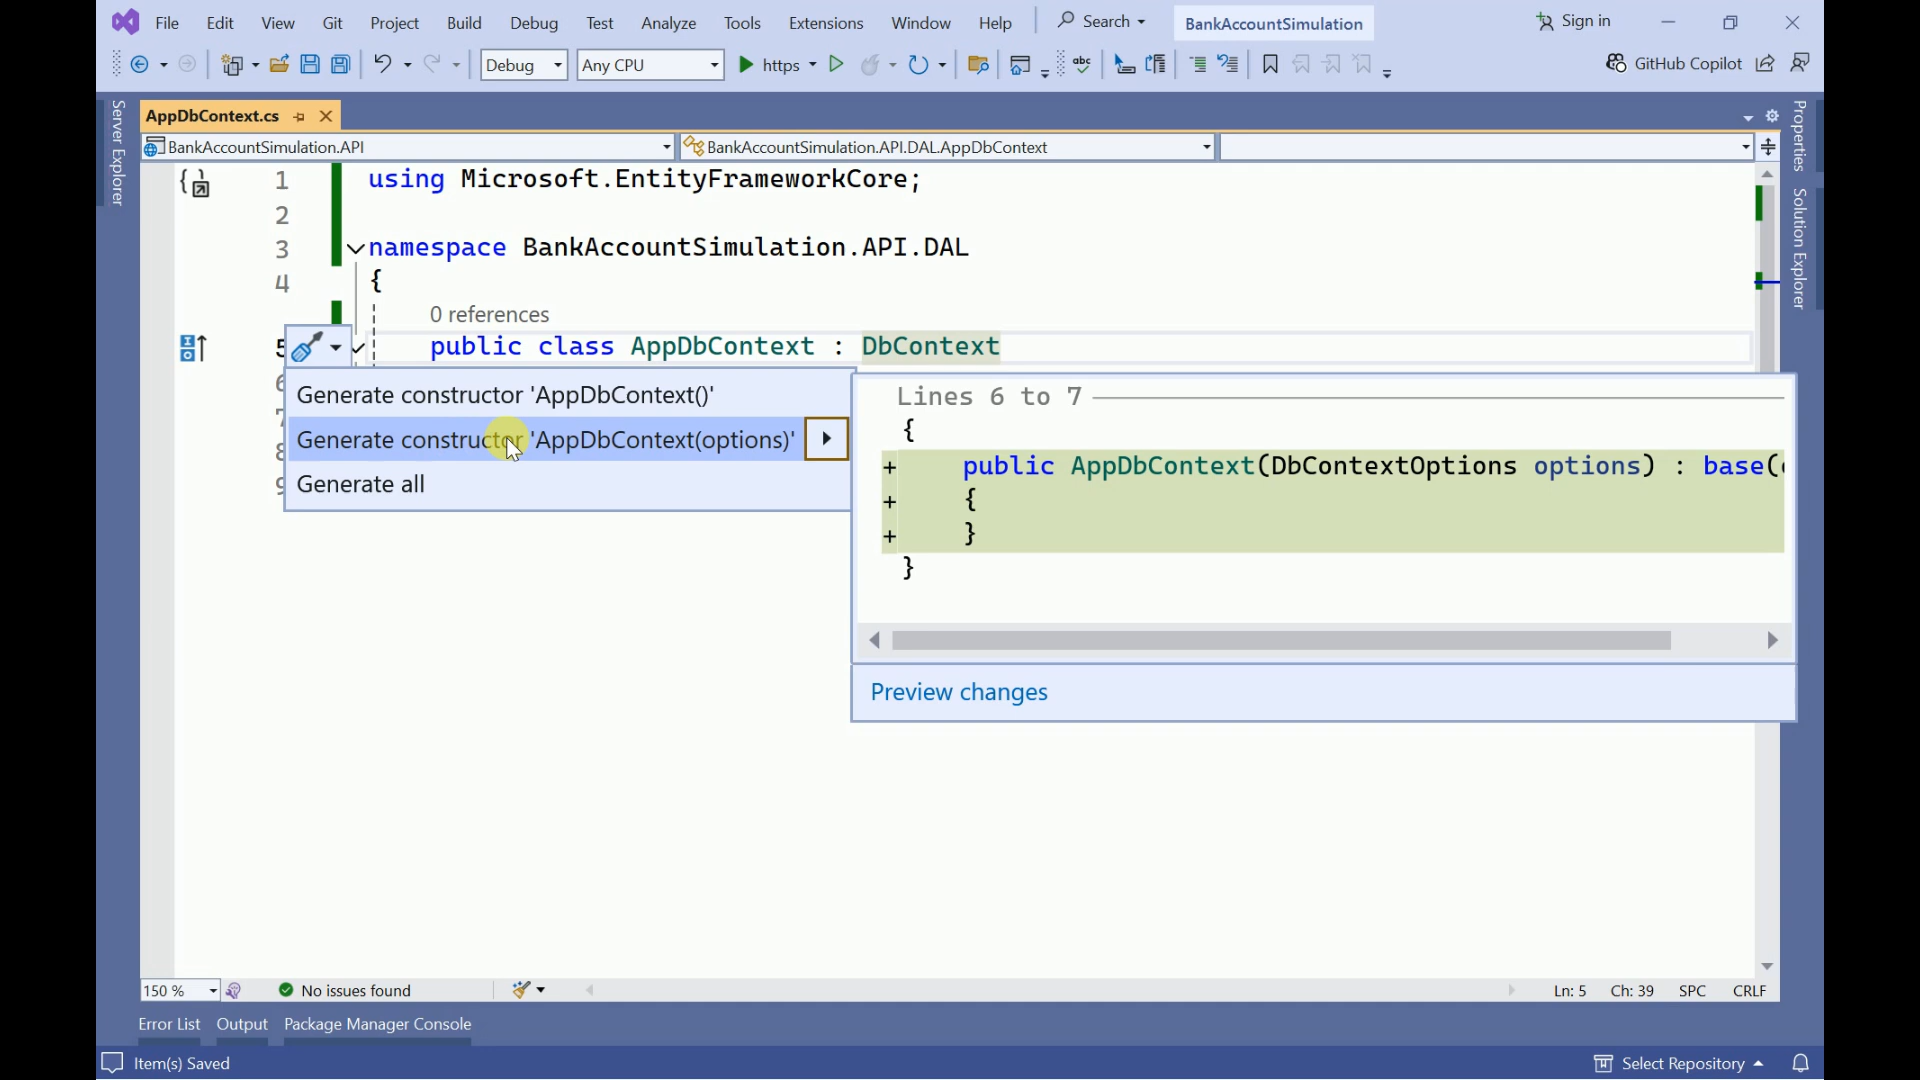 File Edit View Git Project Build Debug Test Analyze Tools Extensions Window Help Search BankAccountSimulation Sign in
Debug Any CPU https abc GitHub Copilot
AppDbContext.cs
BankAccountSimulation.API BankAccountSimulation.API.DAL.AppDbContext
Server Explorer
Properties
Solution Explorer
1 using Microsoft.EntityFrameworkCore;
2
3 namespace BankAccountSimulation.API.DAL
4 {
0 references
5 public class AppDbContext : DbContext
Generate constructor 'AppDbContext()'
Generate constructor 'AppDbContext(options)'
Generate all
Lines 6 to 7
{
+ public AppDbContext(DbContextOptions options) : base(
+ {
+ }
}
Preview changes
150 % No issues found Ln: 5 Ch: 39 SPC CRLF
Error List Output Package Manager Console
Item(s) Saved Select Repository